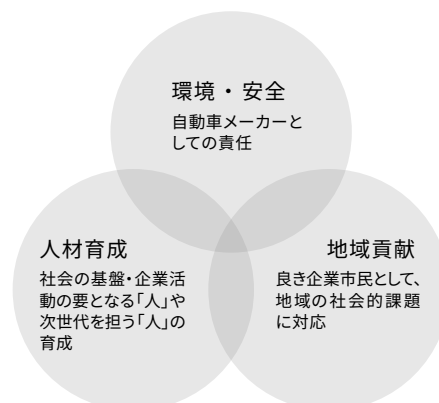 環境・安全
自動車メーカーと
しての責任
人材育成
社会の基盤・企業活
動の要となる「人」や
次世代を担う「人」の
育成
地域貢献
良き企業市民として、
地域の社会的課題
に対応